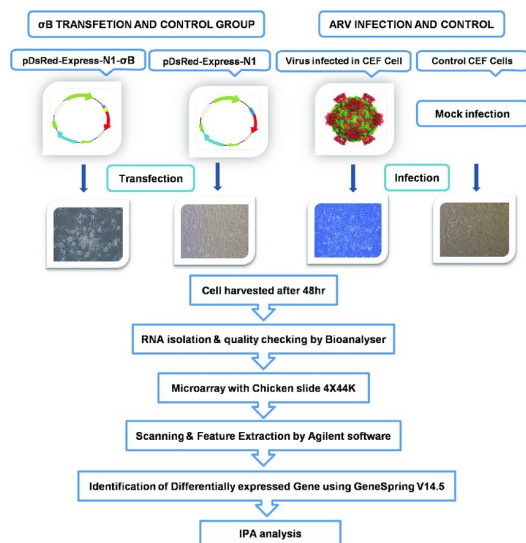 σB TRANSFETION AND CONTROL GROUP
ARV INFECTION AND CONTROL
pDsRed-Express-N1-σB
pDsRed-Express-N1
Virus infected in CEF Cell
Control CEF Cells
Mock infection
Transfection
Infection
Cell harvested after 48hr
RNA isolation & quality checking by Bioanalyser
Microarray with Chicken slide 4X44K
Scanning & Feature Extraction by Agilent software
Identification of Differentially expressed Gene using GeneSpring V14.5
IPA analysis